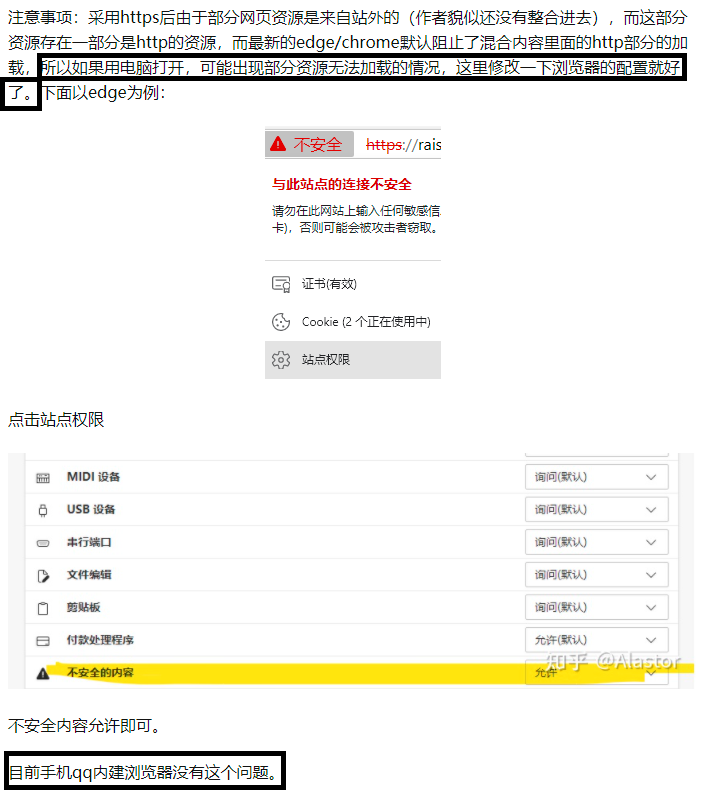 注意事项：采用https后由于部分网页资源是来自站外的（作者貌似还没有整合进去），而这部分
资源存在一部分是http的资源，而最新的edge/chrome默认阻止了混合内容里面的http部分的加
载，所以如果用电脑打开，可能出现部分资源无法加载的情况，这里修改一下浏览器的配置就好
了。下面以edge为例：
不安全 https://rais
与此站点的连接不安全
请勿在此网站上输入任何敏感信
卡)，否则可能会被攻击者窃取。
证书(有效)
Cookie (2 个正在使用中)
站点权限
点击站点权限
MIDI 设备 询问(默认)
USB 设备 询问(默认)
串行端口 询问(默认)
文件编辑 询问(默认)
剪贴板 询问(默认)
付款处理程序 允许(默认)
知乎 @Alastor
不安全的内容 允许
不安全内容允许即可。
目前手机qq内建浏览器没有这个问题。